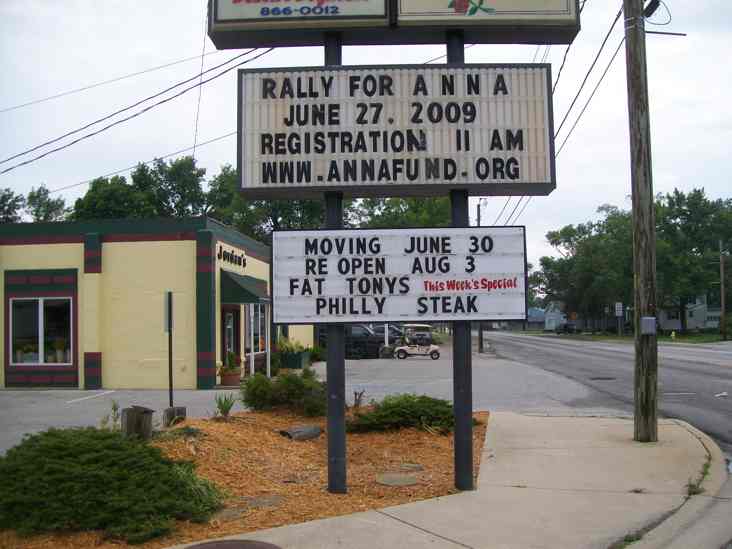 866-0012
RALLY FOR ANNA
JUNE 27. 2009
REGISTRATION 11 AM
WWW.ANNAFUND.ORG
MOVING JUNE 30
RE OPEN AUG 3
FAT TONYS This Week's Special
PHILLY STEAK
Jordan's